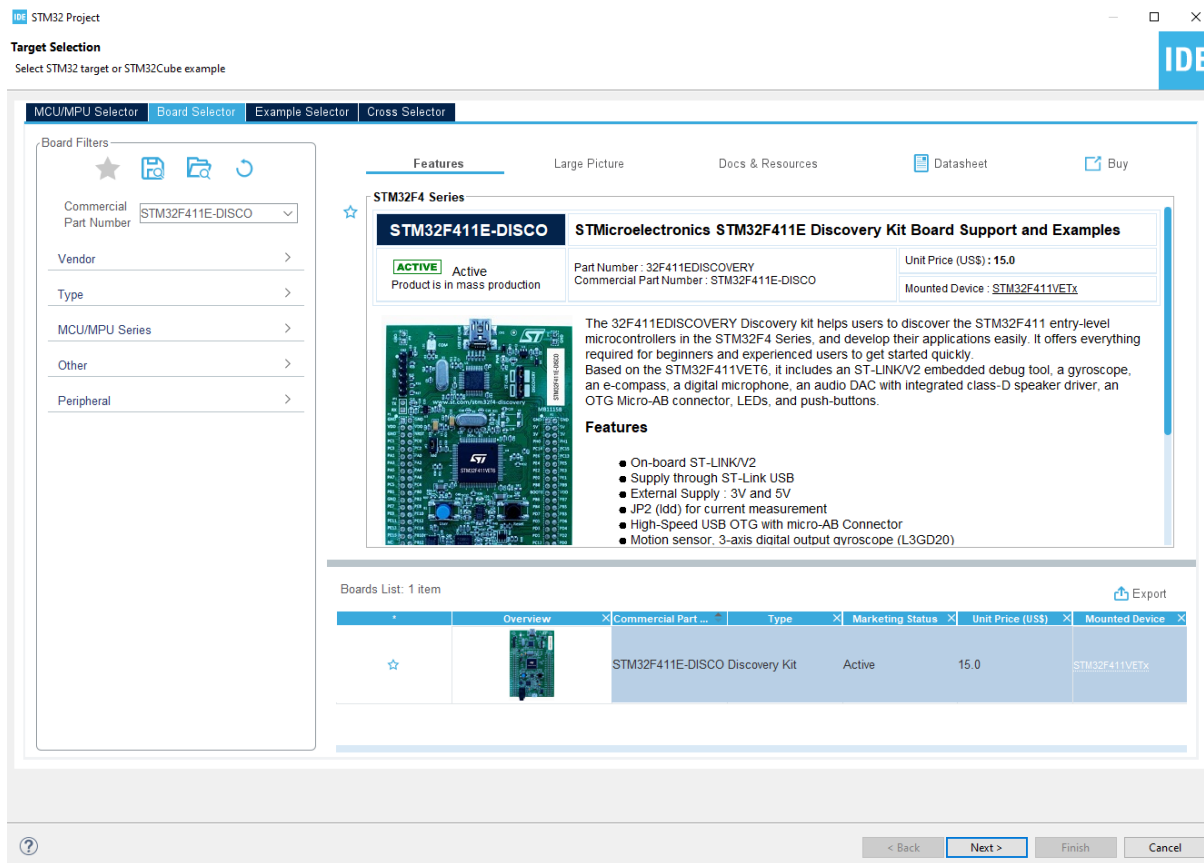 IDE STM32 Project
Target Selection
Select STM32 target or STM32Cube example
IDE
MCU/MPU Selector Board Selector Example Selector Cross Selector
Board Filters
Commercial Part Number STM32F411E-DISCO
Vendor
Type
MCU/MPU Series
Other
Peripheral
Features Large Picture Docs & Resources Datasheet Buy
STM32F4 Series
STM32F411E-DISCO STMicroelectronics STM32F411E Discovery Kit Board Support and Examples
ACTIVE Active
Product is in mass production
Part Number : 32F411EDISCOVERY
Commercial Part Number : STM32F411E-DISCO
Unit Price (US$) : 15.0
Mounted Device : STM32F411VETx
The 32F411EDISCOVERY Discovery kit helps users to discover the STM32F411 entry-level
microcontrollers in the STM32F4 Series, and develop their applications easily. It offers everything
required for beginners and experienced users to get started quickly.
Based on the STM32F411VET6, it includes an ST-LINK/V2 embedded debug tool, a gyroscope,
an e-compass, a digital microphone, an audio DAC with integrated class-D speaker driver, an
OTG Micro-AB connector, LEDs, and push-buttons.
Features
On-board ST-LINK/V2
Supply through ST-Link USB
External Supply : 3V and 5V
JP2 (Idd) for current measurement
High-Speed USB OTG with micro-AB Connector
Motion sensor, 3-axis digital output gyroscope (L3GD20)
www.st.com/stm32f4-discovery
Boards List: 1 item
Export
* Overview Commercial Part ... Type Marketing Status Unit Price (US$) Mounted Device
STM32F411E-DISCO Discovery Kit Active 15.0 STM32F411VETx
< Back Next > Finish Cancel